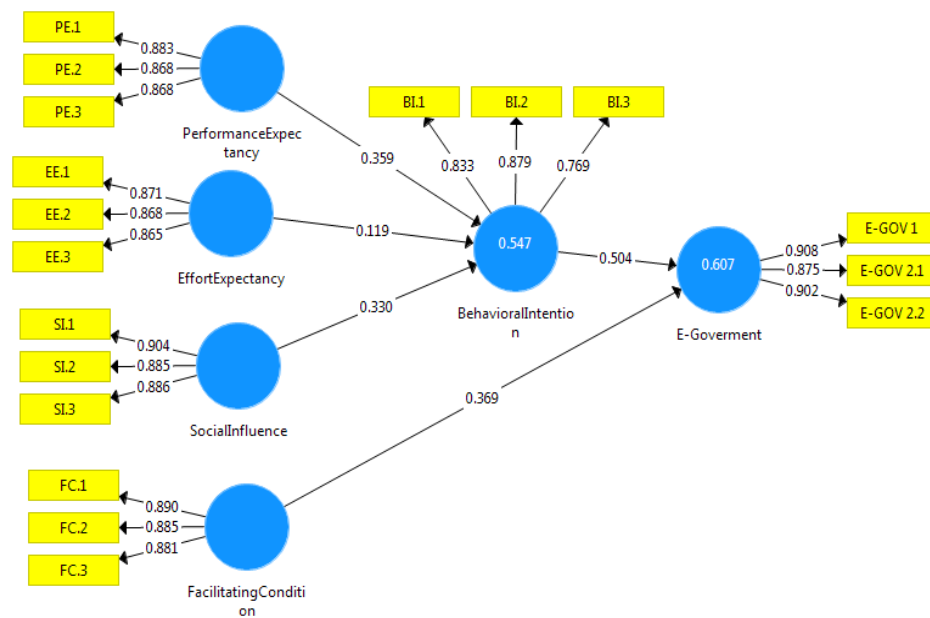 PE.1
0.883
PE.2
0.868
PE.3
0.868
PerformanceExpec
tancy
0.359
BI.1
BI.2
BI.3
0.833
0.879
0.769
EE.1
0.871
EE.2
0.868
EE.3
0.865
EffortExpectancy
0.119
0.547
BehavioralIntentio
n
0.504
0.607
E-Goverment
E-GOV 1
0.908
E-GOV 2.1
0.875
E-GOV 2.2
0.902
SI.1
0.904
SI.2
0.885
SI.3
0.886
SocialInfluence
0.330
0.369
FC.1
0.890
FC.2
0.885
FC.3
0.881
FacilitatingConditi
on